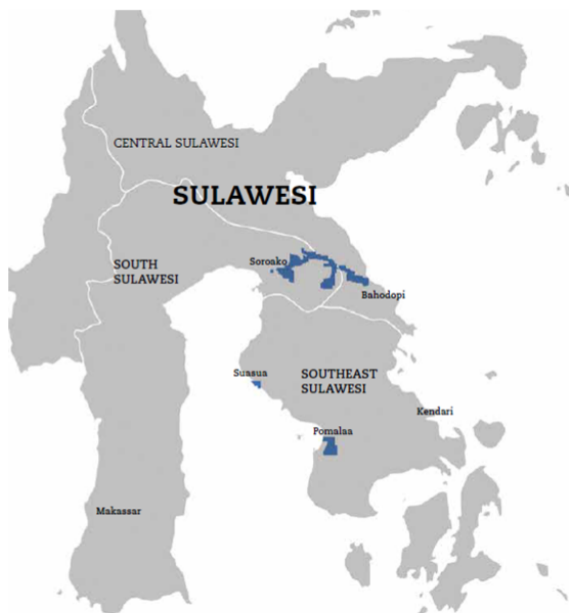 CENTRAL SULAWESI
SULAWESI
Soroako
SOUTH
SULAWESI
Bahodopi
Suasua
SOUTHEAST
SULAWESI
Kendari
Pomalaa
Makassar